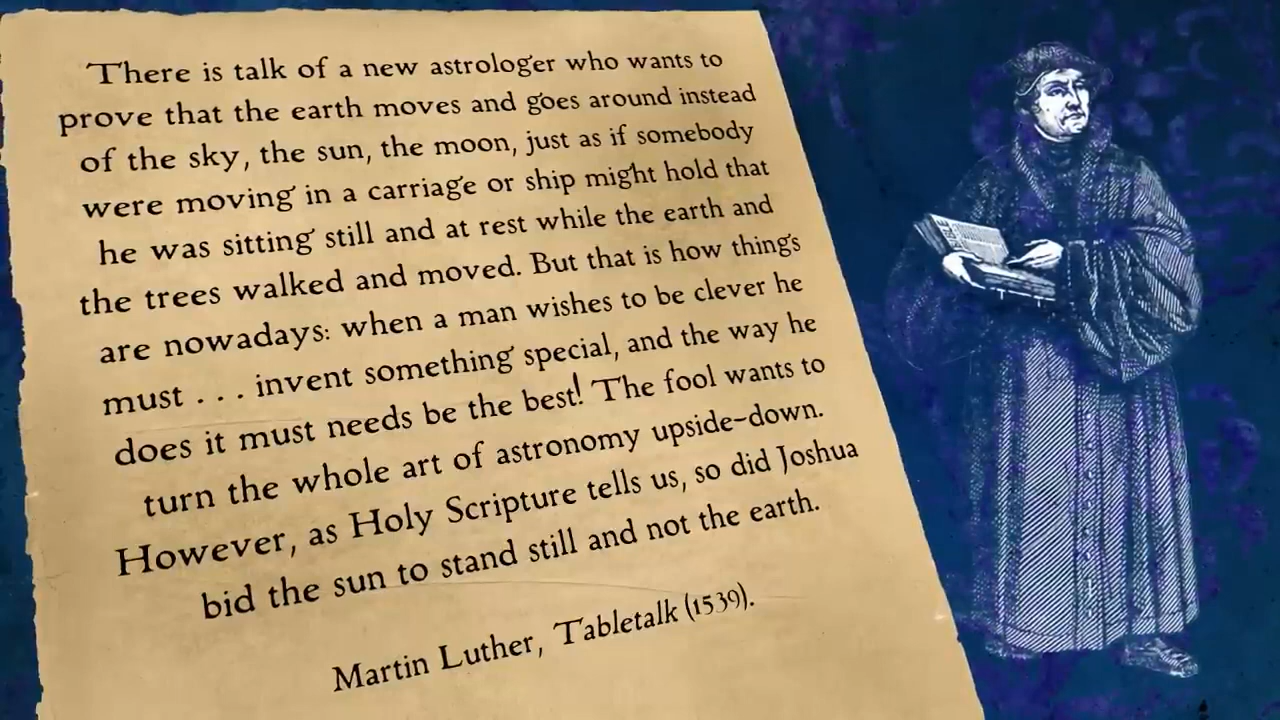 There is talk of a new astrologer who wants to
prove that the earth moves and goes around instead
of the sky, the sun, the moon, just as if somebody
were moving in a carriage or ship might hold that
he was sitting still and at rest while the earth and
the trees walked and moved. But that is how things
are nowadays: when a man wishes to be clever he
must . . . invent something special, and the way he
does it must needs be the best! The fool wants to
turn the whole art of astronomy upside-down.
However, as Holy Scripture tells us, so did Joshua
bid the sun to stand still and not the earth.
Martin Luther, Tabletalk (1539).